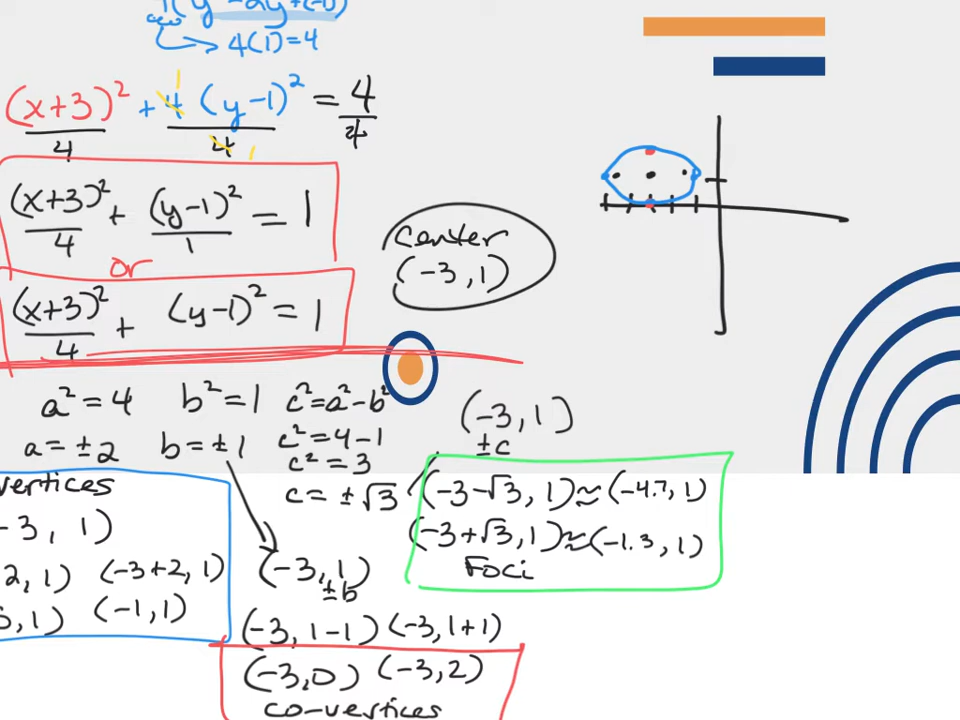 4(1)=4
(x+3)² + 4 (y-1)² = 4
4 4 4
1 1
(x+3)² + (y-1)² = 1
4 1
or
(x+3)² + (y-1)² = 1
4
center
(-3, 1)
a² = 4 b² = 1 c² = a² - b²
a = ±2 b = ±1 c² = 4 - 1
c² = 3
c = ±√3
(-3, 1)
±c
(-3-√3, 1) ≈ (-4.7, 1)
(-3+√3, 1) ≈ (-1.3, 1)
Foci
vertices
-3, 1)
2, 1) (-3+2, 1)
5, 1) (-1, 1)
(-3, 1)
±b
(-3, 1-1) (-3, 1+1)
(-3, 0) (-3, 2)
co-vertices